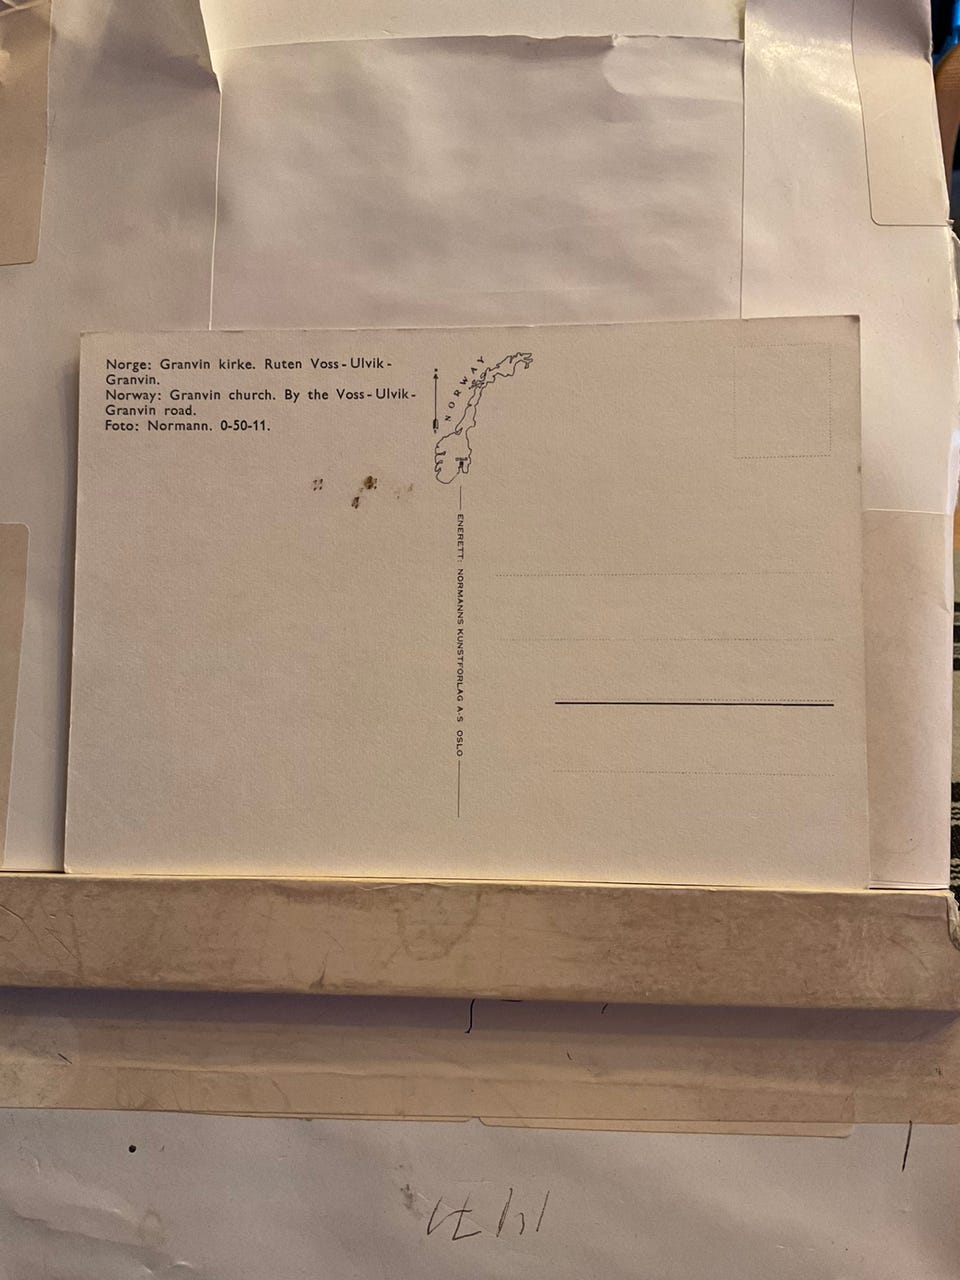 Norge: Granvin kirke. Ruten Voss - Ulvik -
Granvin.
Norway: Granvin church. By the Voss - Ulvik -
Granvin road.
Foto: Normann. 0-50-11.
NORWAY
ENERETT: NORMANNS KUNSTFORLAG A-S OSLO